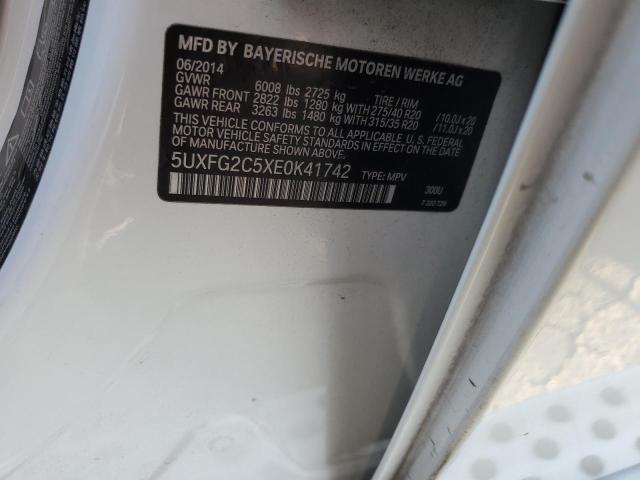 MFD BY BAYERISCHE MOTOREN WERKE AG
06/2014
GVWR 6008 lbs 2725 kg TIRE / RIM
GAWR FRONT 2822 lbs 1280 kg WITH 275/40 R20 /10.0J x 20
GAWR REAR 3263 lbs 1480 kg WITH 315/35 R20 /11.0J x 20
THIS VEHICLE CONFORMS TO ALL APPLICABLE U.S. FEDERAL
MOTOR VEHICLE SAFETY STANDARDS IN EFFECT ON THE DATE
OF MANUFACTURE SHOWN ABOVE.
5UXFG2C5XE0K41742 TYPE: MPV 300U